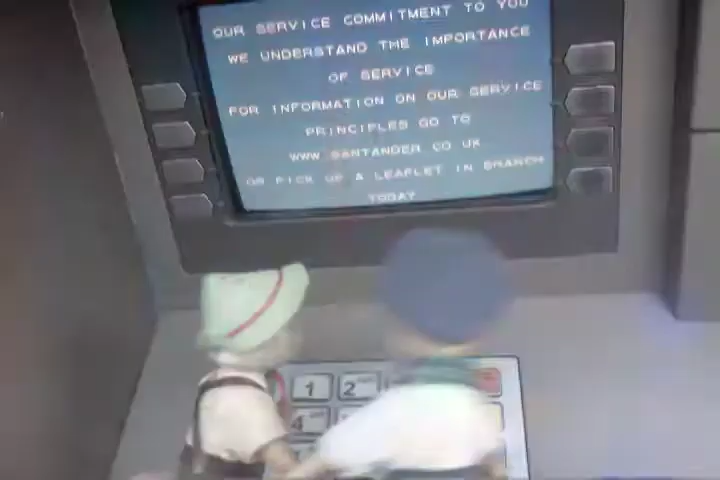 OUR SERVICE COMMITMENT TO YOU
WE UNDERSTAND THE IMPORTANCE
OF SERVICE
FOR INFORMATION ON OUR SERVICE
PRINCIPLES GO TO
WWW.SANTANDER.CO.UK
OR PICK UP A LEAFLET IN BRANCH
TODAY
1 2
4